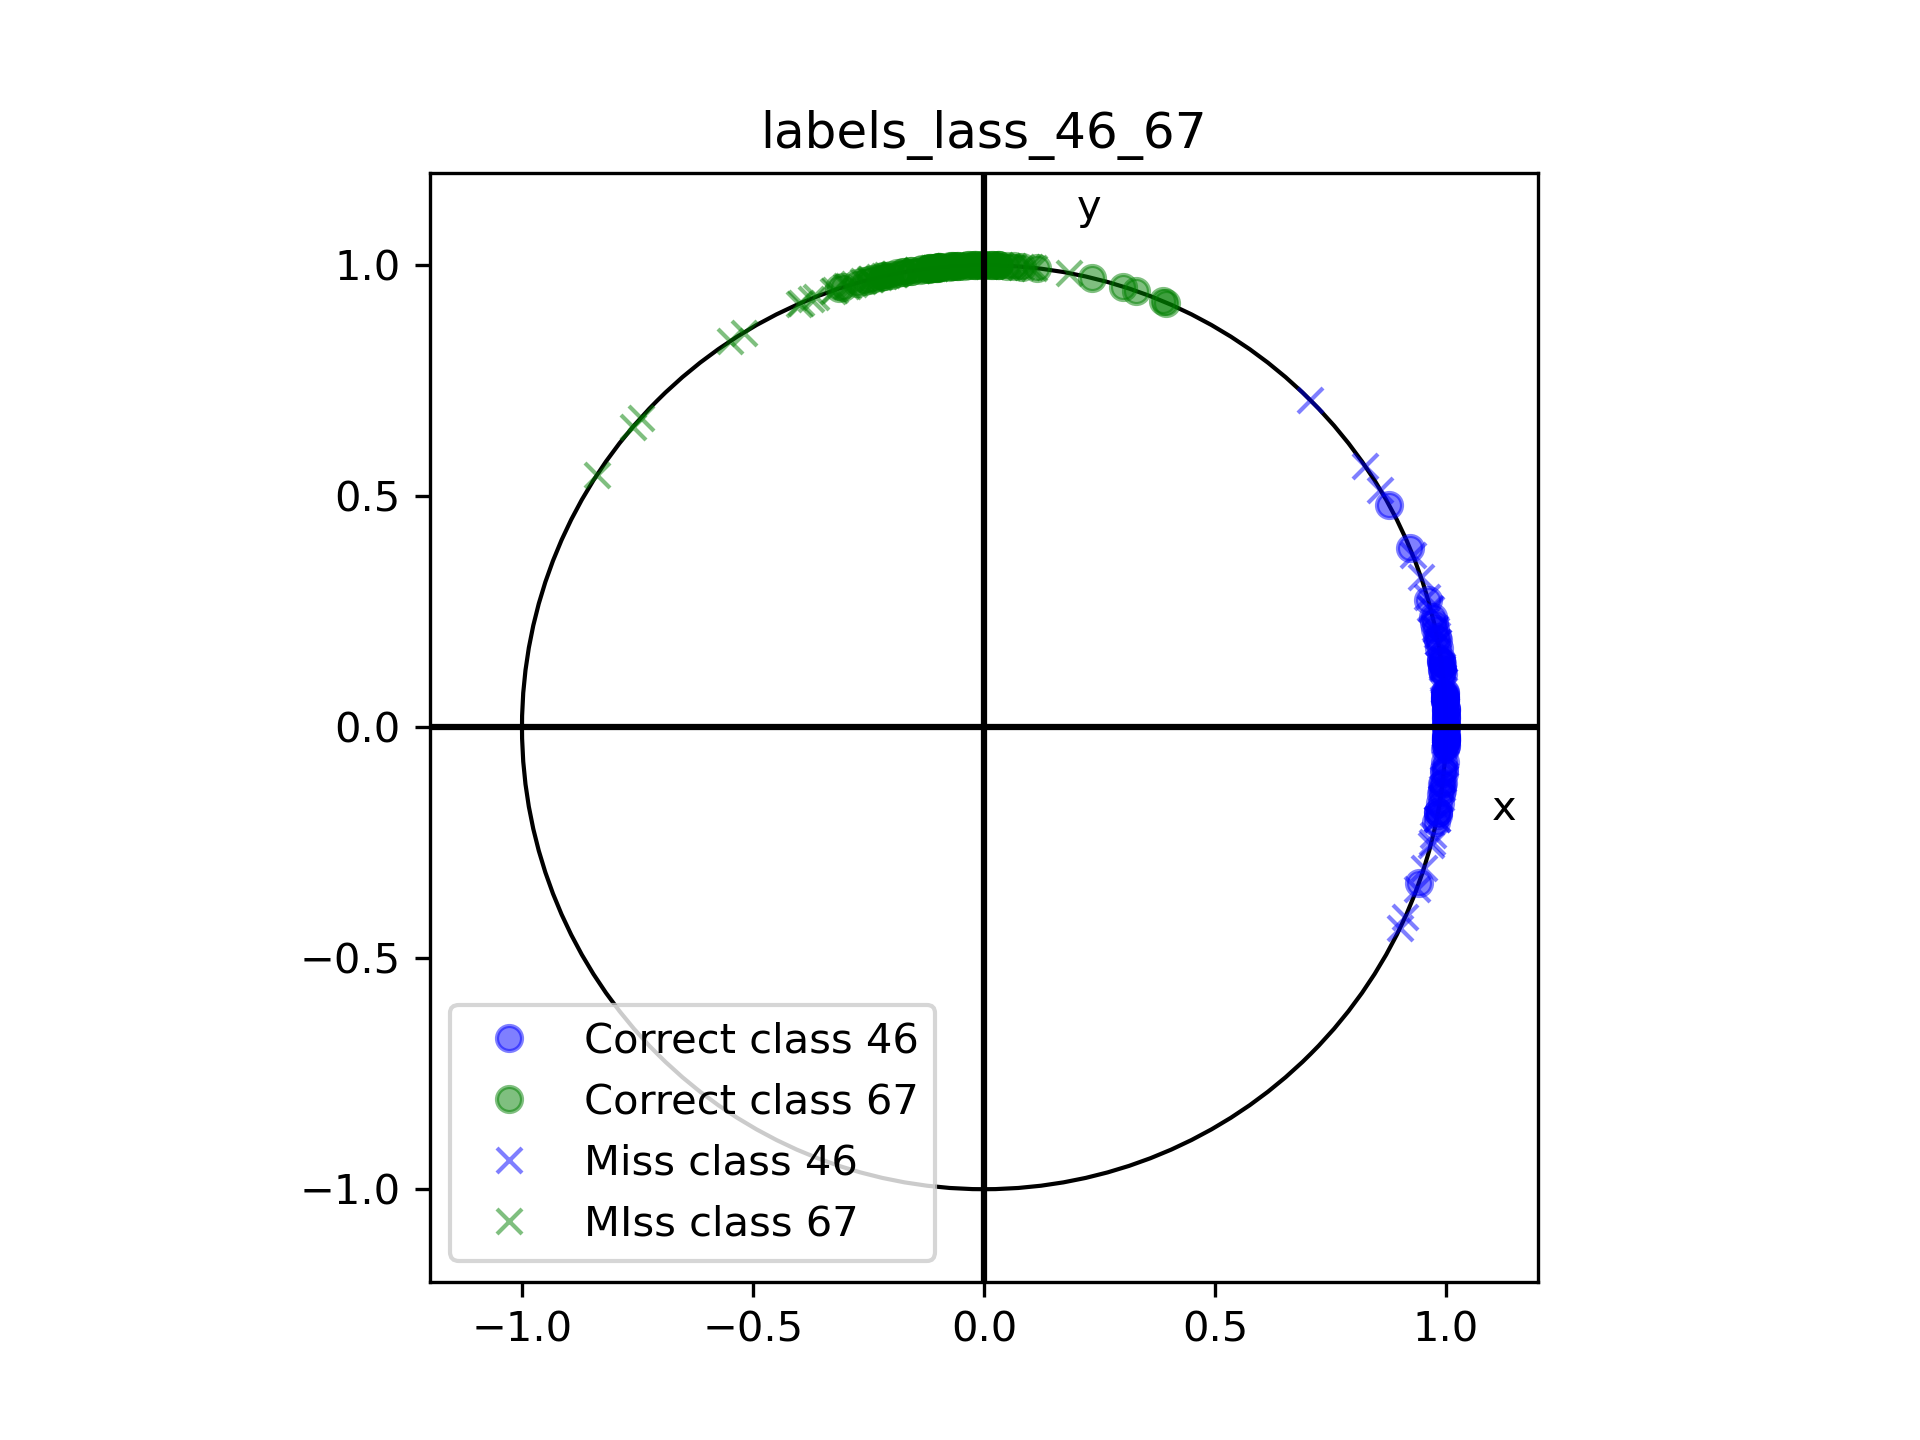 labels_lass_46_67
y
1.0
0.5
0.0
x
−0.5
−1.0
Correct class 46
Correct class 67
Miss class 46
MIss class 67
−1.0 −0.5 0.0 0.5 1.0